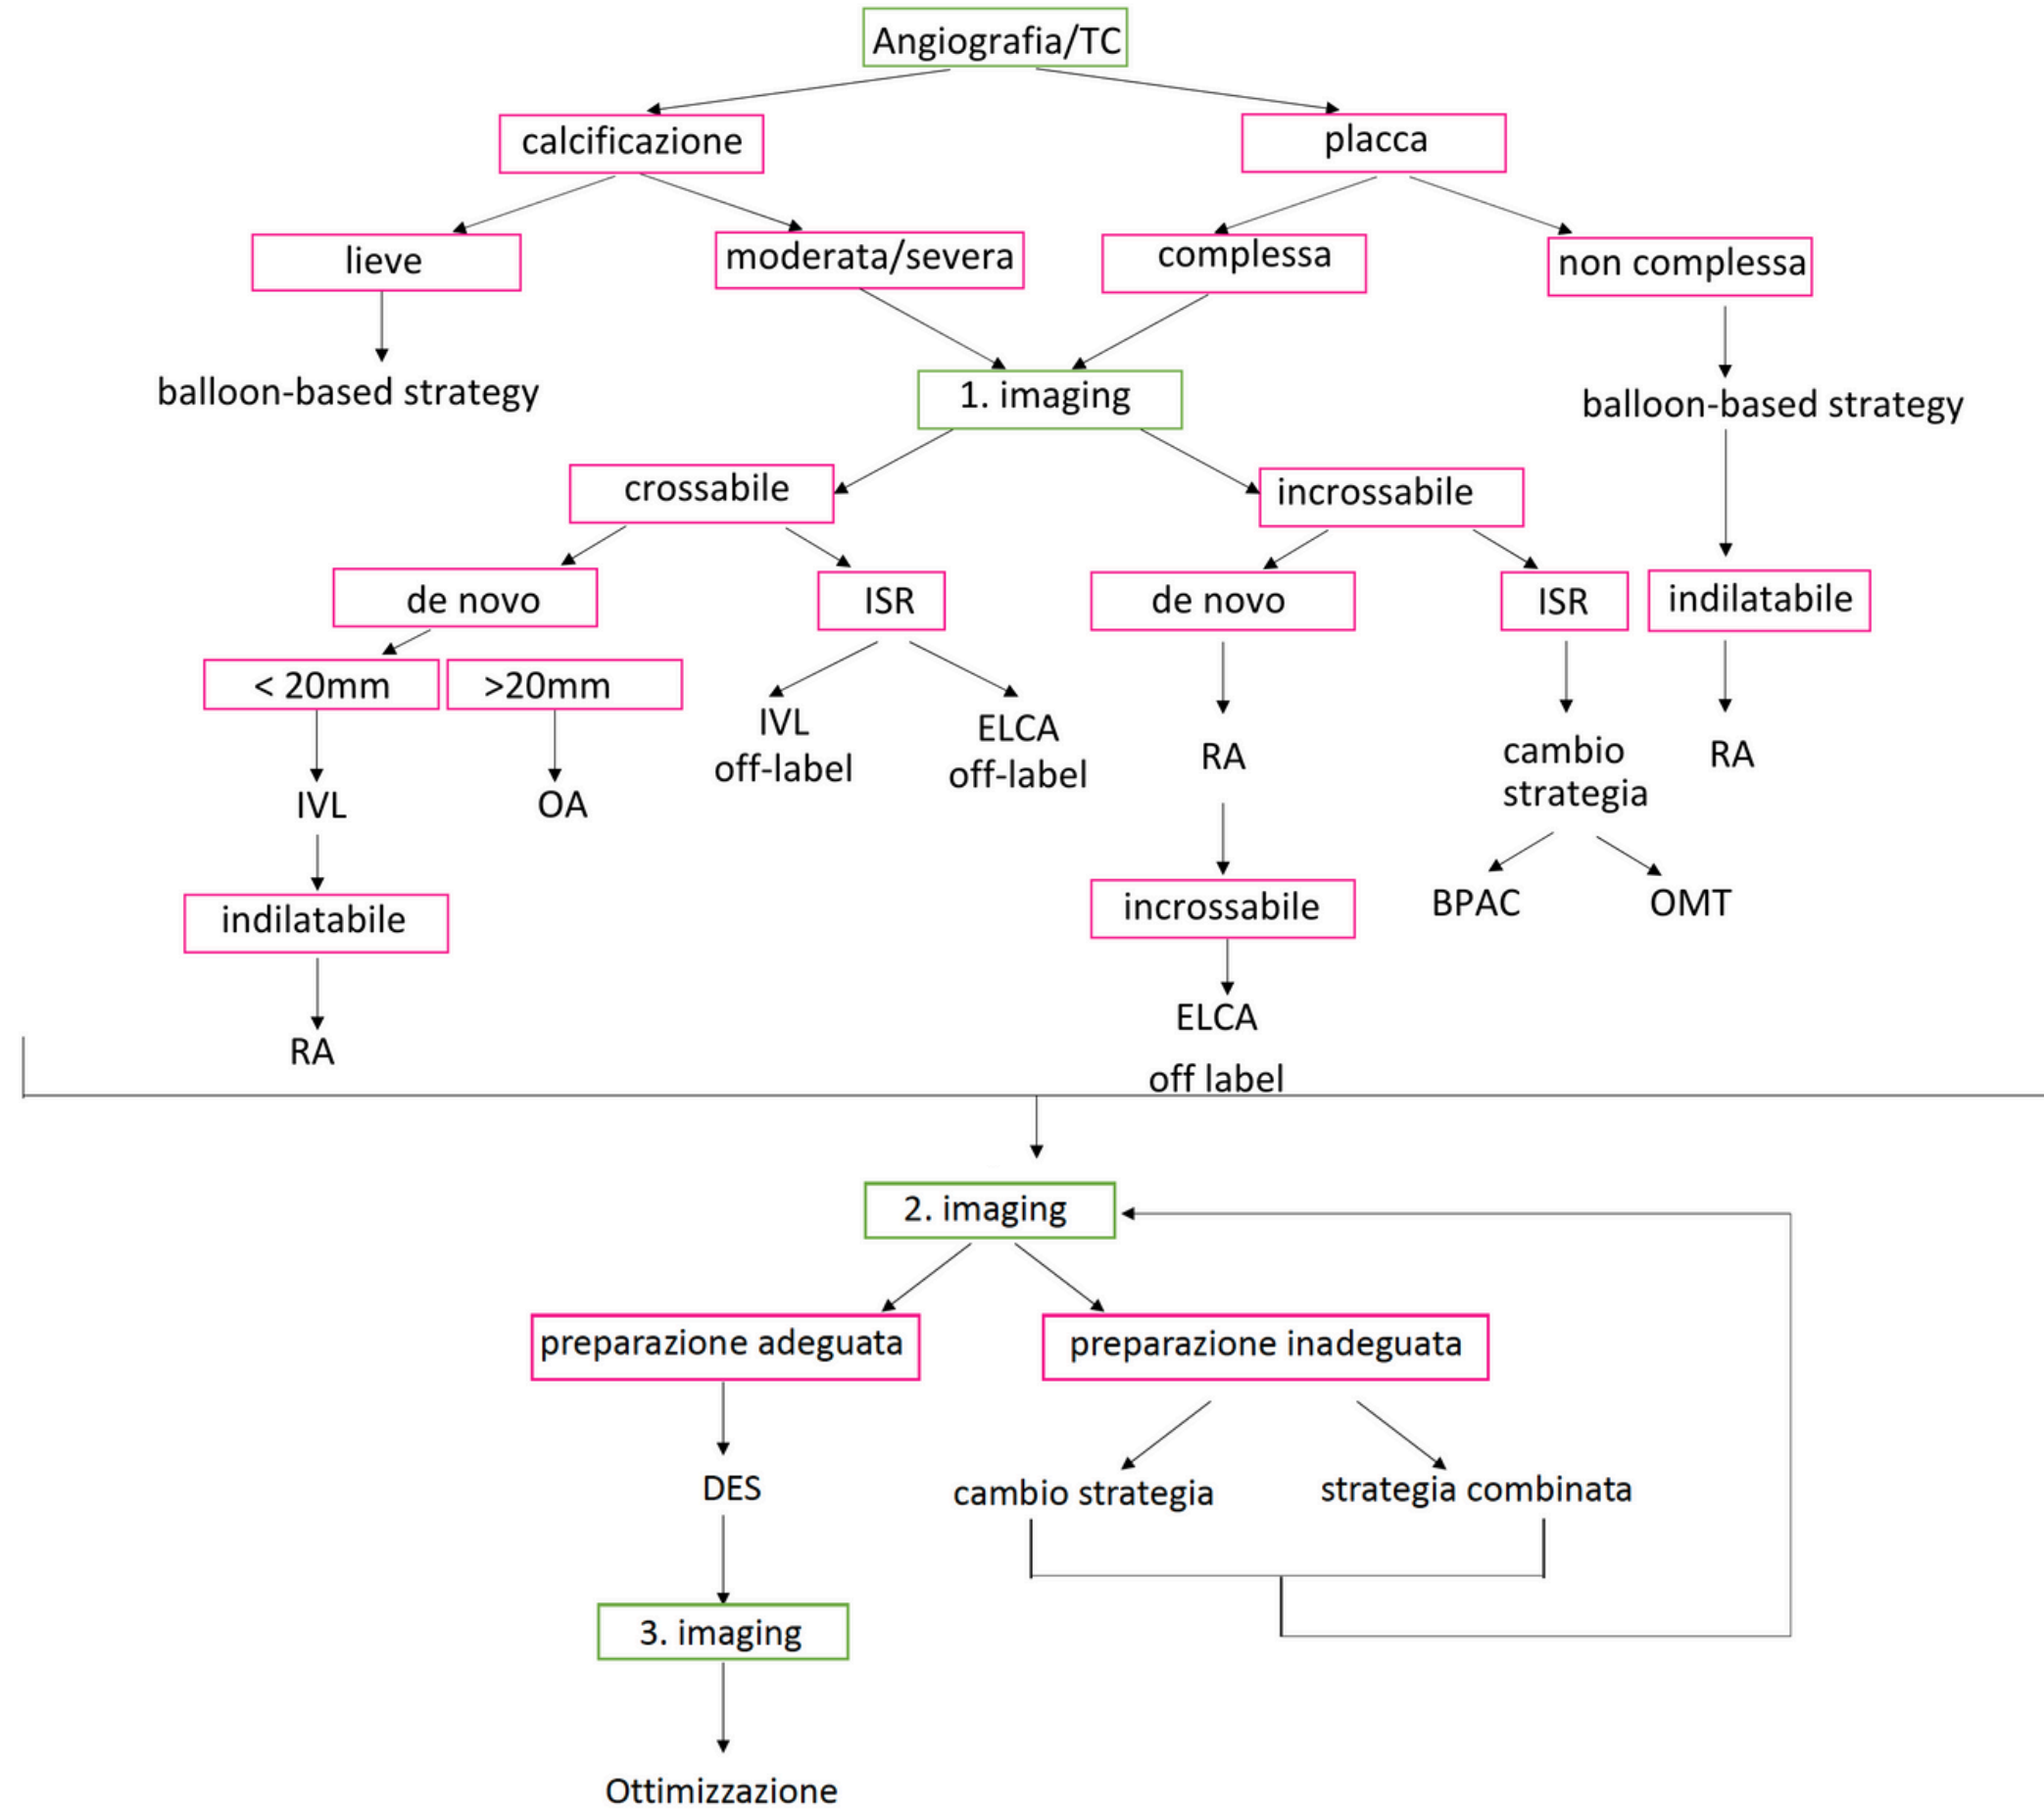 Angiografia/TC
calcificazione
placca
lieve
moderata/severa
complessa
non complessa
balloon-based strategy
1. imaging
balloon-based strategy
crossabile
incrossabile
de novo
ISR
de novo
ISR
indilatabile
< 20mm
>20mm
IVL
off-label
ELCA
off-label
RA
cambio
strategia
RA
IVL
OA
indilatabile
incrossabile
BPAC
OMT
RA
ELCA
off label
2. imaging
preparazione adeguata
preparazione inadeguata
DES
cambio strategia
strategia combinata
3. imaging
Ottimizzazione